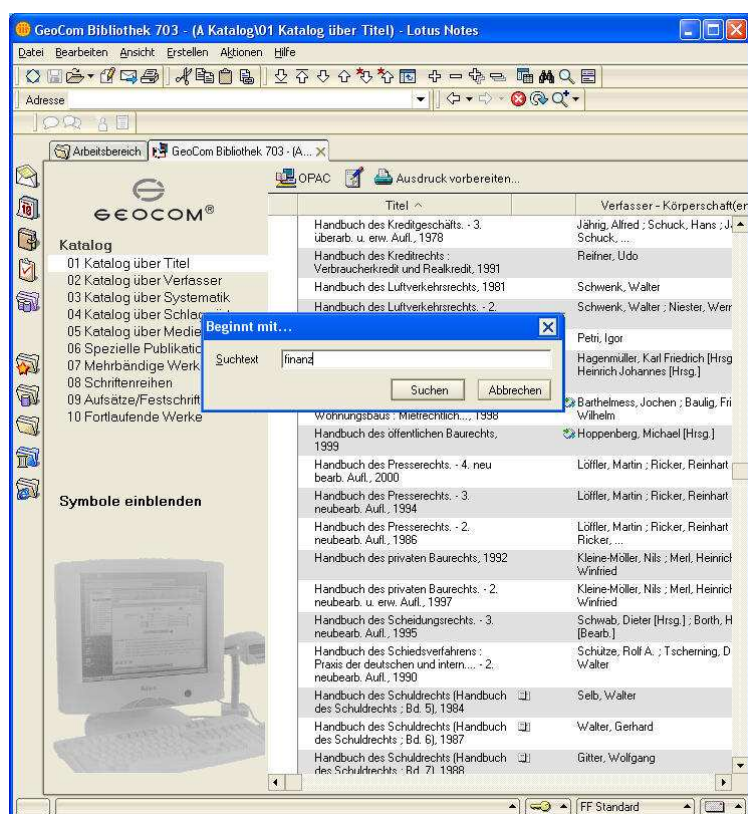 GeoCom Bibliothek 703 - (A Katalog\01 Katalog über Titel) - Lotus Notes
Datei Bearbeiten Ansicht Erstellen Aktionen Hilfe
Adresse
Arbeitsbereich GeoCom Bibliothek 703 - (A...
OPAC Ausdruck vorbereiten...
GEOCOM®
Katalog
01 Katalog über Titel
02 Katalog über Verfasser
03 Katalog über Systematik
04 Katalog über
05 Katalog über
06 Spezielle
07 Mehrbändige
08 Schriftenreihen
09 Aufsätze/Festschrift
10 Fortlaufende Werke
Symbole einblenden
Titel Verfasser - Körperschaft(er
Handbuch des Kreditgeschäfts. - 3. Jährig, Alfred ; Schuck, Hans ; J.
überarb. u. erw. Aufl., 1978 Schuck, ...
Handbuch des Kreditrechts : Reifner, Udo
Verbraucherkredit und Realkredit, 1991
Handbuch des Luftverkehrsrechts, 1981 Schwenk, Walter
Handbuch des Luftverkehrsrechts. - 2. Schwenk, Walter ; Niester, Werr
Petri, Igor
Hagenmüller, Karl Friedrich [Hrsg
Heinrich Johannes [Hrsg.]
Barthelmess, Jochen ; Baulig, Fri
Wohnungsbaus : Mietrechtlich..., 1998 Wilhelm
Handbuch des öffentlichen Baurechts, Hoppenberg, Michael [Hrsg.]
1999
Handbuch des Presserechts. - 4. neu Löffler, Martin ; Ricker, Reinhart
bearb. Aufl., 2000
Handbuch des Presserechts. - 3. Löffler, Martin ; Ricker, Reinhart
neubearb. Aufl., 1994
Handbuch des Presserechts. - 2. Löffler, Martin ; Ricker, Reinhart
neubearb. Aufl., 1986 Ricker, ...
Handbuch des privaten Baurechts, 1992 Kleine-Möller, Nils ; Merl, Heinrich
Winfried
Handbuch des privaten Baurechts. - 2. Kleine-Möller, Nils ; Merl, Heinrich
neubearb. u. erw. Aufl., 1997 Winfried
Handbuch des Scheidungsrechts. - 3. Schwab, Dieter [Hrsg.] ; Borth, H
neubearb. Aufl., 1995 [Bearb.]
Handbuch des Schiedsverfahrens : Schütze, Rolf A. ; Tscherning, D
Praxis der deutschen und intern.... - 2. Walter
neubearb. Aufl., 1990
Handbuch des Schuldrechts (Handbuch Selb, Walter
des Schuldrechts ; Bd. 5), 1984
Handbuch des Schuldrechts (Handbuch Walter, Gerhard
des Schuldrechts ; Bd. 6), 1987
Handbuch des Schuldrechts (Handbuch Gitter, Wolfgang
des Schuldrechts ; Bd. 7), 1988
Beginnt mit...
Suchtext finanz
Suchen Abbrechen
FF Standard